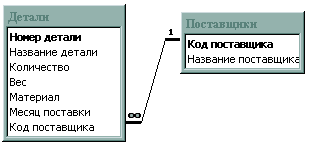 Детали
Номер детали
Название детали
Количество
Вес
Материал
Месяц поставки
Код поставщика
1
∞
Поставщики
Код поставщика
Название поставщика